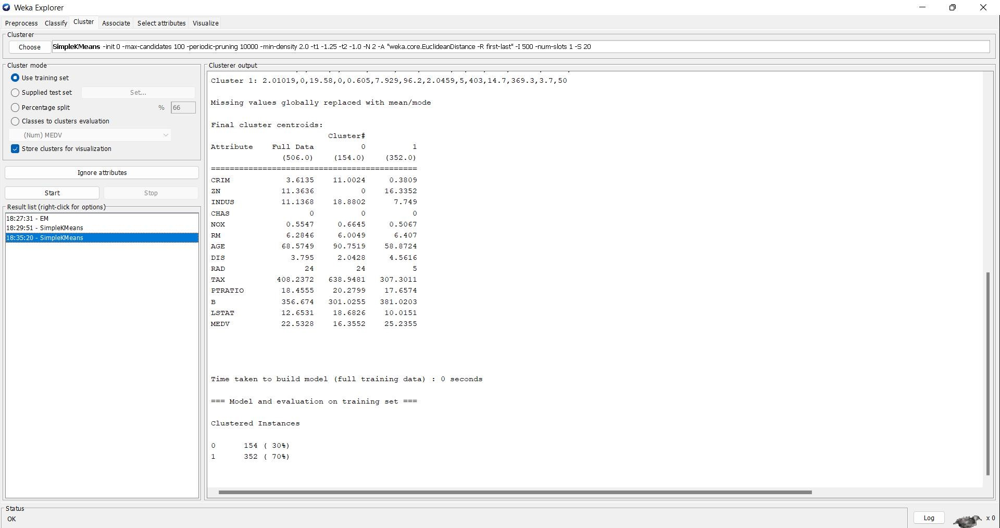 Weka Explorer
Preprocess Classify Cluster Associate Select attributes Visualize
Clusterer
Choose SimpleKMeans -init 0 -max-candidates 100 -periodic-pruning 10000 -min-density 2.0 -t1 -1.25 -t2 -1.0 -N 2 -A "weka.core.EuclideanDistance -R first-last" -I 500 -num-slots 1 -S 20
Cluster mode
Use training set
Supplied test set Set...
Percentage split % 66
Classes to clusters evaluation
(Num) MEDV
Store clusters for visualization
Ignore attributes
Start Stop
Result list (right-click for options)
18:27:31 - EM
18:29:51 - SimpleKMeans
18:35:20 - SimpleKMeans
Clusterer output
Cluster 1: 2.01019,0,19.58,0,0.605,7.929,96.2,2.0459,5,403,14.7,369.3,3.7,50
Missing values globally replaced with mean/mode
Final cluster centroids:
Cluster#
Attribute Full Data 0 1
(506.0) (154.0) (352.0)
============================================
CRIM 3.6135 11.0024 0.3809
ZN 11.3636 0 16.3352
INDUS 11.1368 18.8802 7.749
CHAS 0 0 0
NOX 0.5547 0.6645 0.5067
RM 6.2846 6.0049 6.407
AGE 68.5749 90.7519 58.8724
DIS 3.795 2.0428 4.5616
RAD 24 24 5
TAX 408.2372 638.9481 307.3011
PTRATIO 18.4555 20.2799 17.6574
B 356.674 301.0255 381.0203
LSTAT 12.6531 18.6826 10.0151
MEDV 22.5328 16.3552 25.2355
Time taken to build model (full training data) : 0 seconds
=== Model and evaluation on training set ===
Clustered Instances
0 154 ( 30%)
1 352 ( 70%)
Status
OK
Log x 0